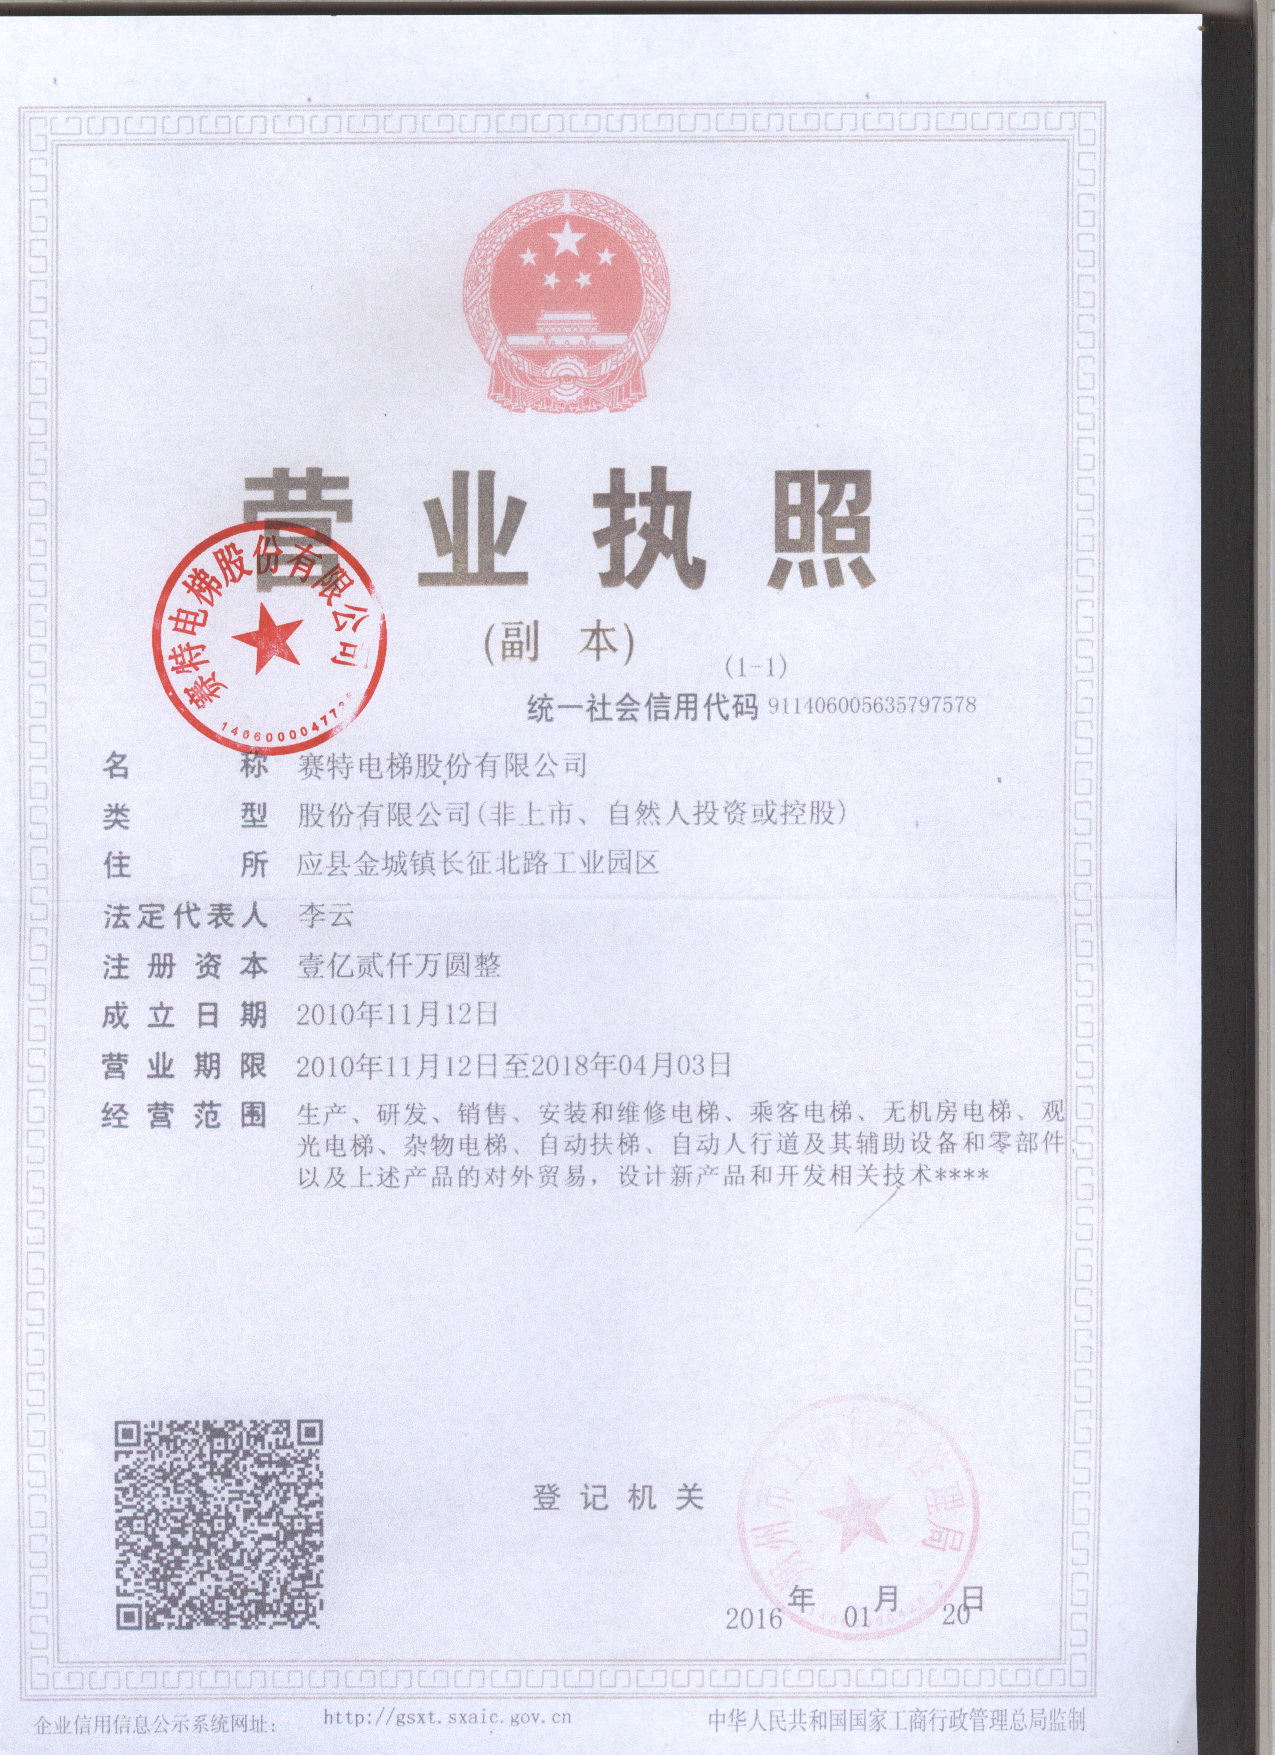 营业执照
(副 本)
(1-1)
统一社会信用代码 911406005635797578
赛特电梯股份有限公司
名称 赛特电梯股份有限公司
类型 股份有限公司(非上市、自然人投资或控股)
住所 应县金城镇长征北路工业园区
法定代表人 李云
注册资本 壹亿贰仟万圆整
成立日期 2010年11月12日
营业期限 2010年11月12日至2018年04月03日
经营范围 生产、研发、销售、安装和维修电梯、乘客电梯、无机房电梯、观
光电梯、杂物电梯、自动扶梯、自动人行道及其辅助设备和零部件,
以及上述产品的对外贸易，设计新产品和开发相关技术****
登记机关
朔州市工商行政管理局
2016年01月20日
企业信用信息公示系统网址: http://gsxt.sxaic.gov.cn 中华人民共和国国家工商行政管理总局监制